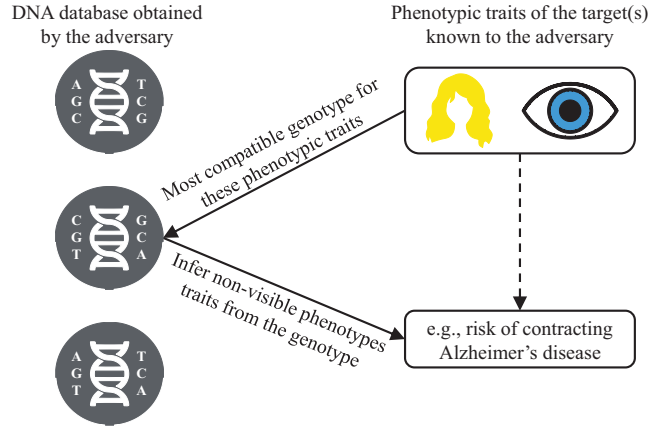 DNA database obtained
by the adversary
Phenotypic traits of the target(s)
known to the adversary
A T
G C
C G
Most compatible genotype for
these phenotypic traits
C G
G C
T A
Infer non-visible phenotypes
traits from the genotype
e.g., risk of contracting
Alzheimer's disease
A T
G C
T A